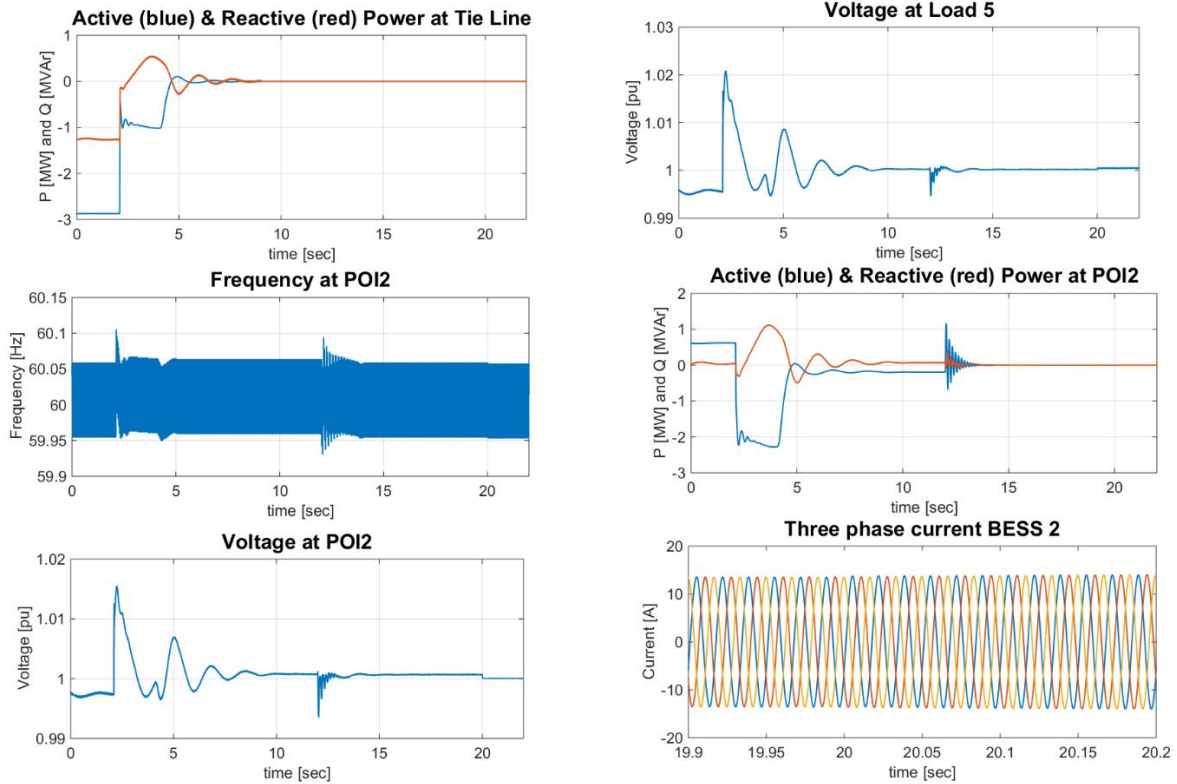 Active (blue) & Reactive (red) Power at Tie Line
P [MW] and Q [MVAr]
1
0
-1
-2
-3
0 5 10 15 20
time [sec]
Voltage at Load 5
Voltage [pu]
1.03
1.02
1.01
1
0.99
0 5 10 15 20
time [sec]
Frequency at POI2
Frequency [Hz]
60.15
60.1
60.05
60
59.95
59.9
0 5 10 15 20
time [sec]
Active (blue) & Reactive (red) Power at POI2
P [MW] and Q [MVAr]
2
1
0
-1
-2
-3
0 5 10 15 20
time [sec]
Voltage at POI2
Voltage [pu]
1.02
1.01
1
0.99
0 5 10 15 20
time [sec]
Three phase current BESS 2
Current [A]
20
10
0
-10
-20
19.9 19.95 20 20.05 20.1 20.15 20.2
time [sec]